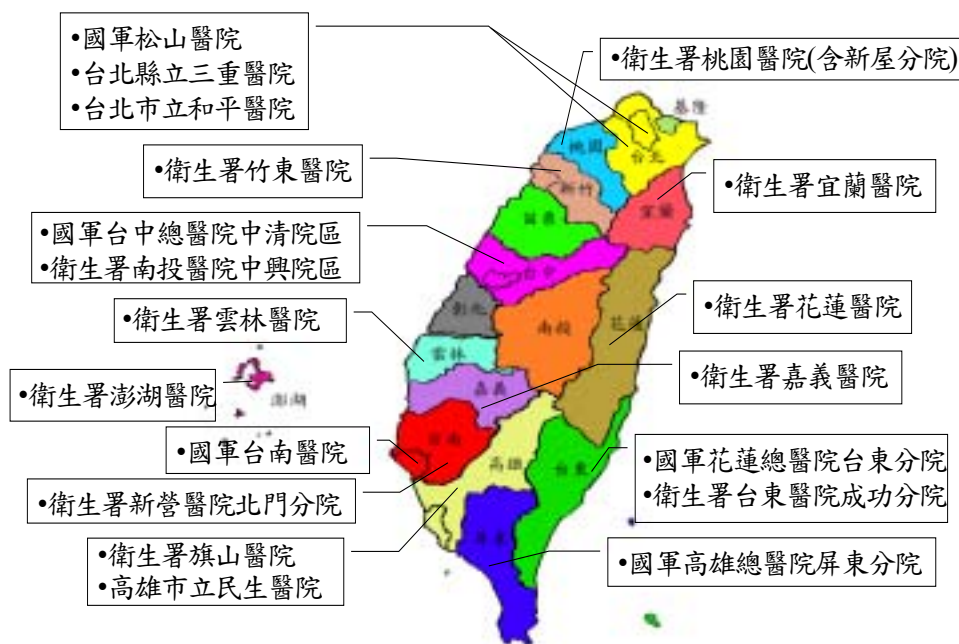 •國軍松山醫院
•台北縣立三重醫院
•台北市立和平醫院
•衛生署桃園醫院(含新屋分院)
基隆
桃園
台北
•衛生署竹東醫院
新竹
•衛生署宜蘭醫院
宜蘭
苗栗
•國軍台中總醫院中清院區
•衛生署南投醫院中興院區
台中
•衛生署雲林醫院
彰化
南投
花蓮
•衛生署花蓮醫院
雲林
•衛生署澎湖醫院
澎湖
嘉義
•衛生署嘉義醫院
•國軍台南醫院
台南
高雄
台東
•國軍花蓮總醫院台東分院
•衛生署台東醫院成功分院
•衛生署新營醫院北門分院
•衛生署旗山醫院
•高雄市立民生醫院
屏東
•國軍高雄總醫院屏東分院